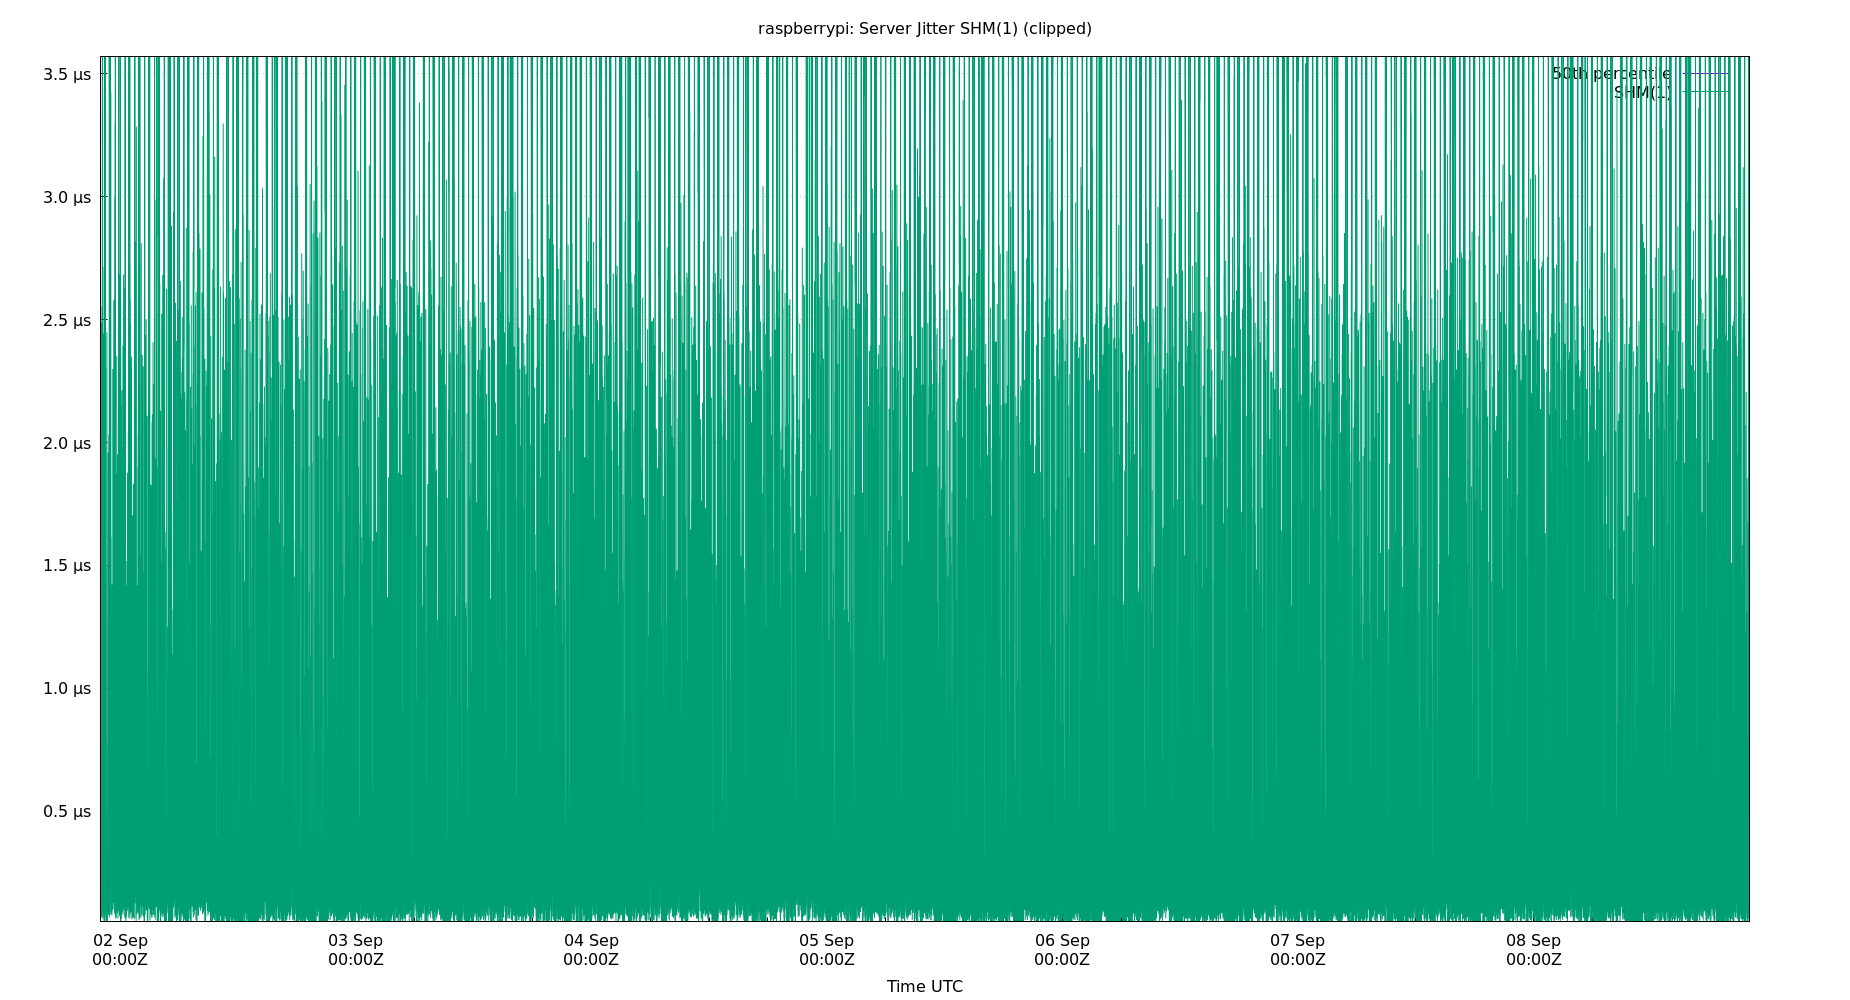 raspberrypi: Server Jitter SHM(1) (clipped)
3.5 µs
3.0 µs
2.5 µs
2.0 µs
1.5 µs
1.0 µs
0.5 µs
50th percentile
SHM(1)
02 Sep
00:00Z
03 Sep
00:00Z
04 Sep
00:00Z
05 Sep
00:00Z
06 Sep
00:00Z
07 Sep
00:00Z
08 Sep
00:00Z
Time UTC